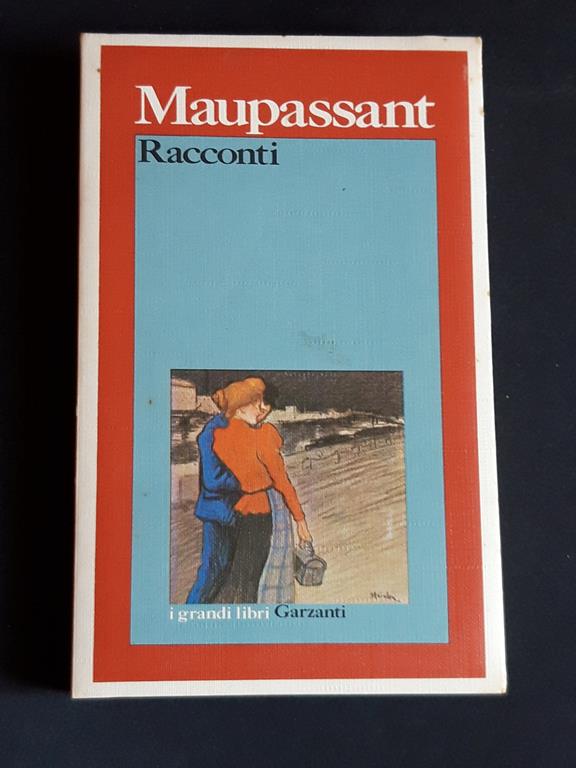 Maupassant
Racconti
i grandi libri Garzanti